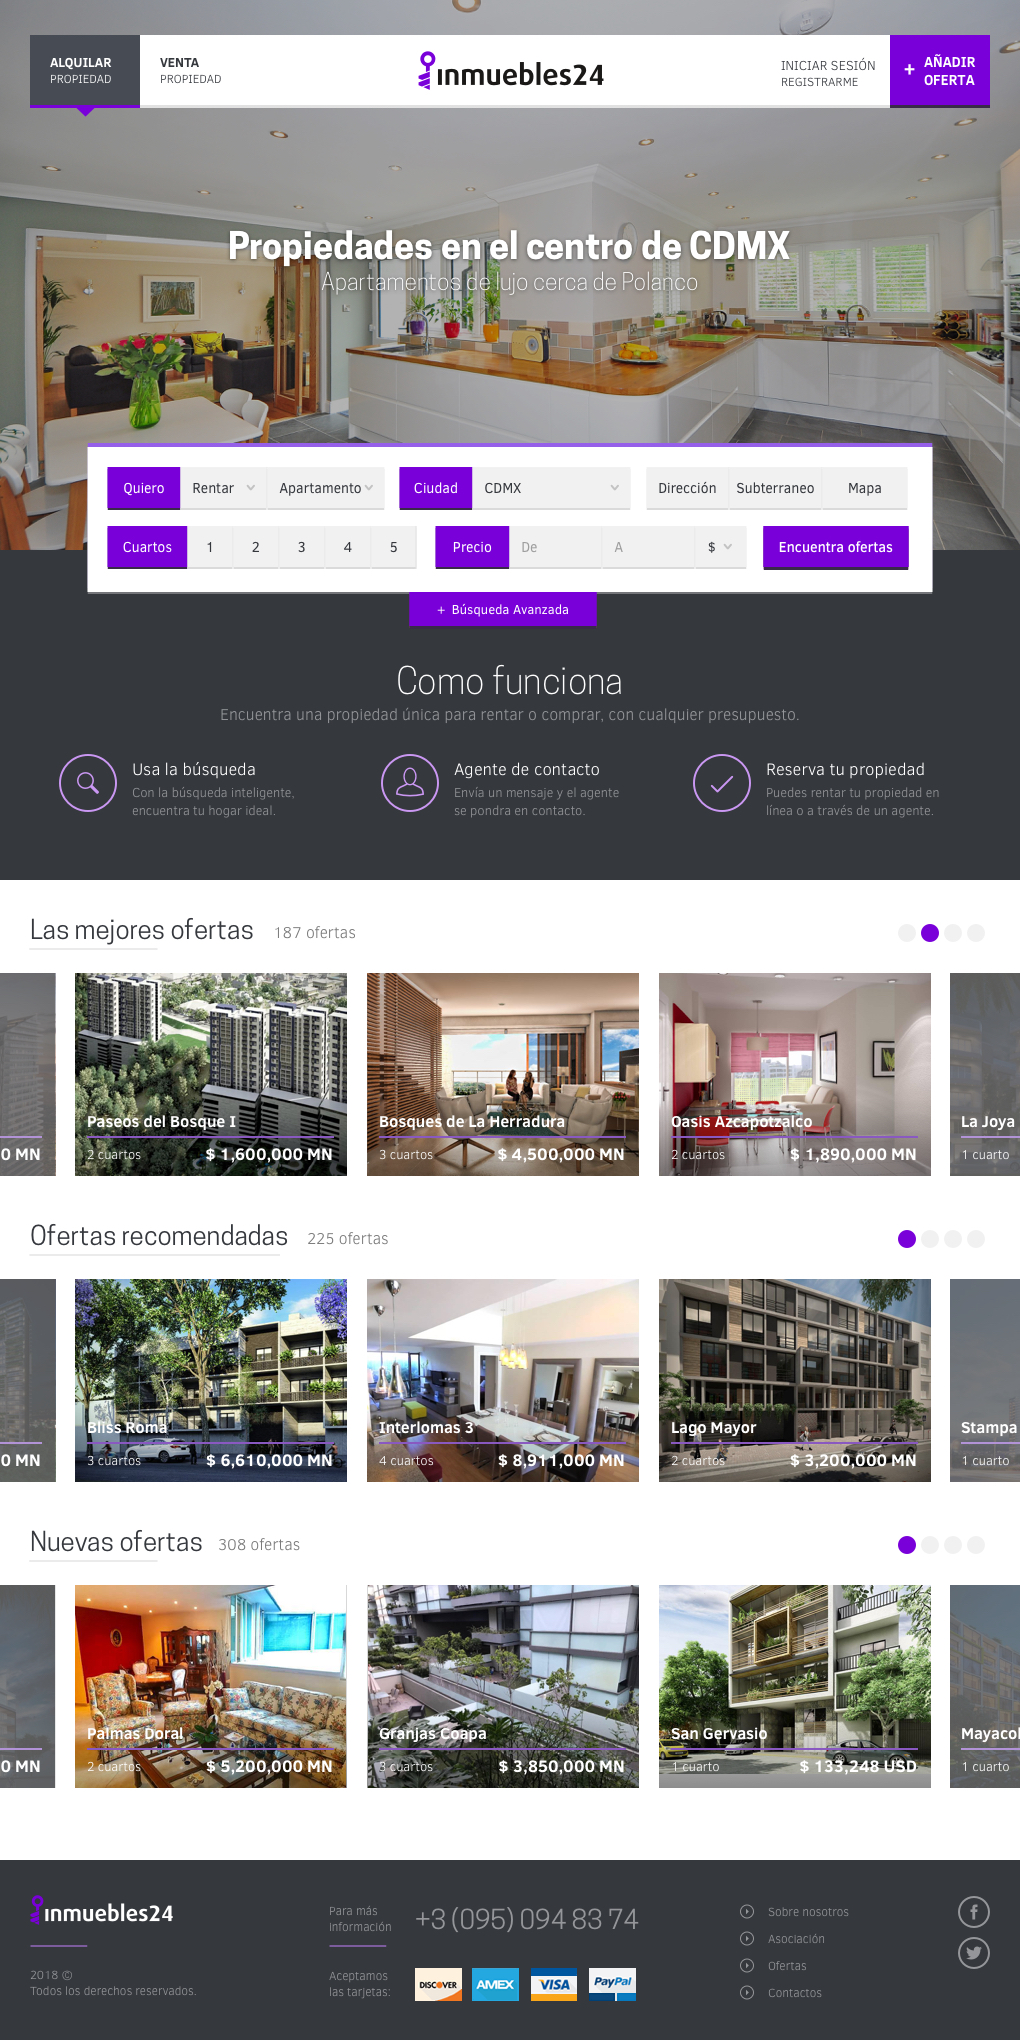 ALQUILAR
PROPIEDAD
VENTA
PROPIEDAD
inmuebles24
INICIAR SESIÓN
REGISTRARME
+ AÑADIR
OFERTA
Propiedades en el centro de CDMX
Apartamentos de lujo cerca de Polanco
Quiero Rentar Apartamento Ciudad CDMX Dirección Subterraneo Mapa
Cuartos 1 2 3 4 5 Precio De A $ Encuentra ofertas
+ Búsqueda Avanzada
Como funciona
Encuentra una propiedad única para rentar o comprar, con cualquier presupuesto.
Usa la búsqueda
Con la búsqueda inteligente,
encuentra tu hogar ideal.
Agente de contacto
Envía un mensaje y el agente
se pondra en contacto.
Reserva tu propiedad
Puedes rentar tu propiedad en
línea o a través de un agente.
Las mejores ofertas 187 ofertas
0 MN
Paseos del Bosque I
2 cuartos $ 1,600,000 MN
Bosques de La Herradura
3 cuartos $ 4,500,000 MN
Oasis Azcapotzalco
2 cuartos $ 1,890,000 MN
La Joya
1 cuarto
Ofertas recomendadas 225 ofertas
0 MN
Bliss Roma
3 cuartos $ 6,610,000 MN
Interlomas 3
4 cuartos $ 8,911,000 MN
Lago Mayor
2 cuartos $ 3,200,000 MN
Stampa
1 cuarto
Nuevas ofertas 308 ofertas
0 MN
Palmas Doral
2 cuartos $ 5,200,000 MN
Granjas Coapa
3 cuartos $ 3,850,000 MN
San Gervasio
1 cuarto $ 133,248 USD
Mayacol
1 cuarto
inmuebles24
2018 ©
Todos los derechos reservados.
Para más
información
+3 (095) 094 83 74
Aceptamos
las tarjetas:
DISCOVER
AMEX
VISA
PayPal
Sobre nosotros
Asociación
Ofertas
Contactos